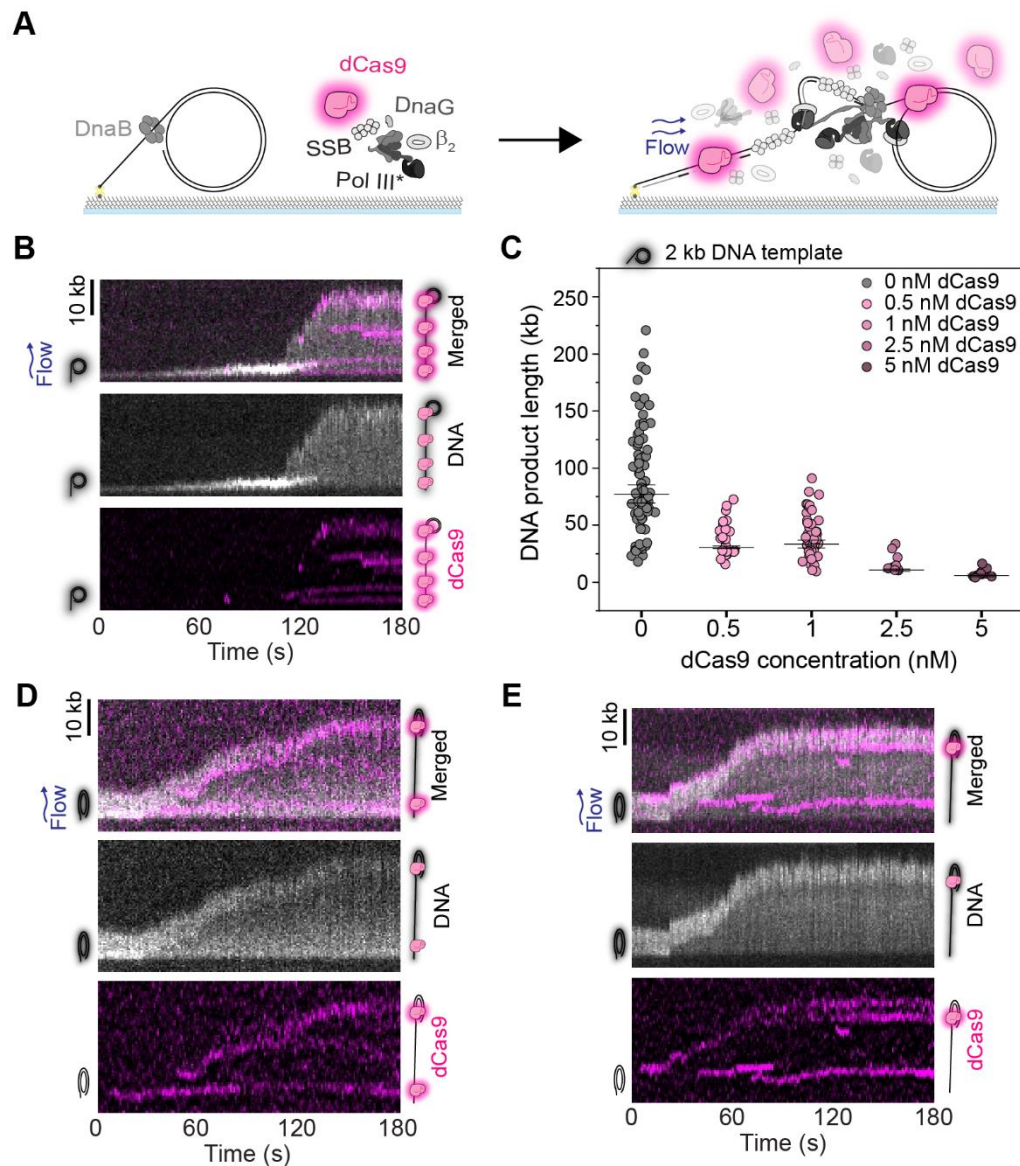 A
dCas9
DnaB
DnaG
SSB
β2
Pol III*
Flow
B
10 kb
Flow
Merged
DNA
dCas9
0 60 120 180
Time (s)
C
2 kb DNA template
0 nM dCas9
0.5 nM dCas9
1 nM dCas9
2.5 nM dCas9
5 nM dCas9
DNA product length (kb)
250
200
150
100
50
0
0 0.5 1 2.5 5
dCas9 concentration (nM)
D
10 kb
Flow
Merged
DNA
dCas9
0 60 120 180
Time (s)
E
10 kb
Flow
Merged
DNA
dCas9
0 60 120 180
Time (s)